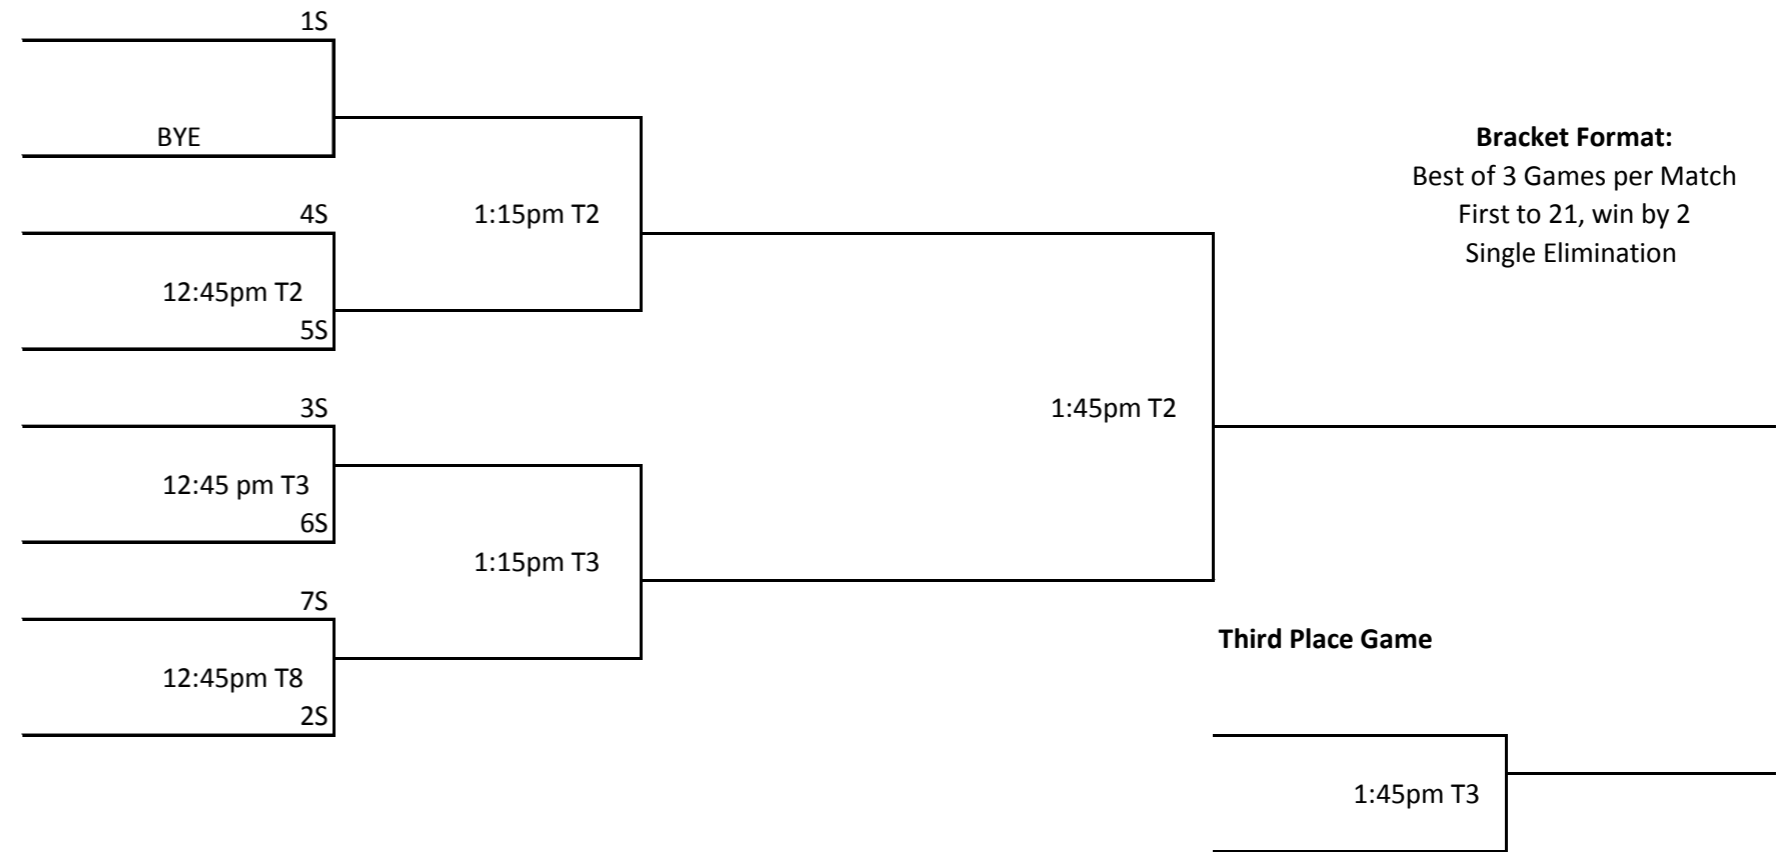 1S
BYE
4S
12:45pm T2
5S
3S
12:45 pm T3
6S
7S
12:45pm T8
2S
1:15pm T2
1:15pm T3
1:45pm T2
Bracket Format:
Best of 3 Games per Match
First to 21, win by 2
Single Elimination
Third Place Game
1:45pm T3